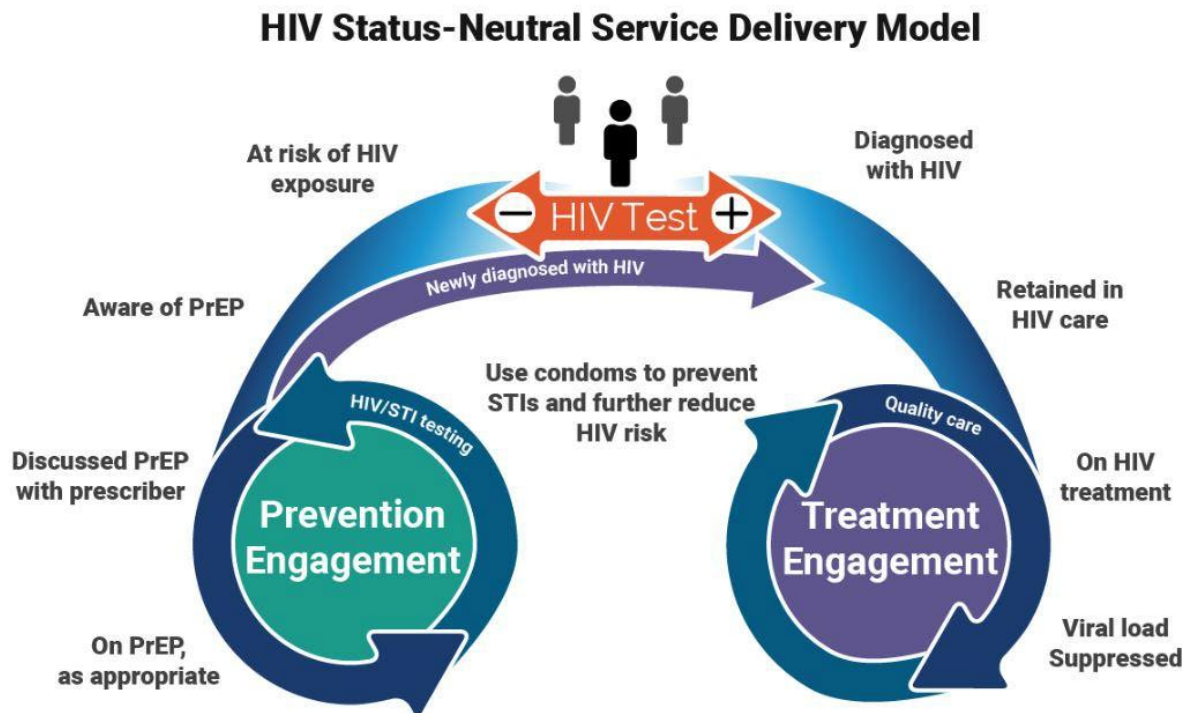 HIV Status-Neutral Service Delivery Model
At risk of HIV
exposure
Diagnosed
with HIV
− HIV Test +
Newly diagnosed with HIV
Aware of PrEP
Retained in
HIV care
Use condoms to prevent
STIs and further reduce
HIV risk
HIV/STI testing
Quality care
Discussed PrEP
with prescriber
On HIV
treatment
Prevention
Engagement
Treatment
Engagement
On PrEP,
as appropriate
Viral load
Suppressed